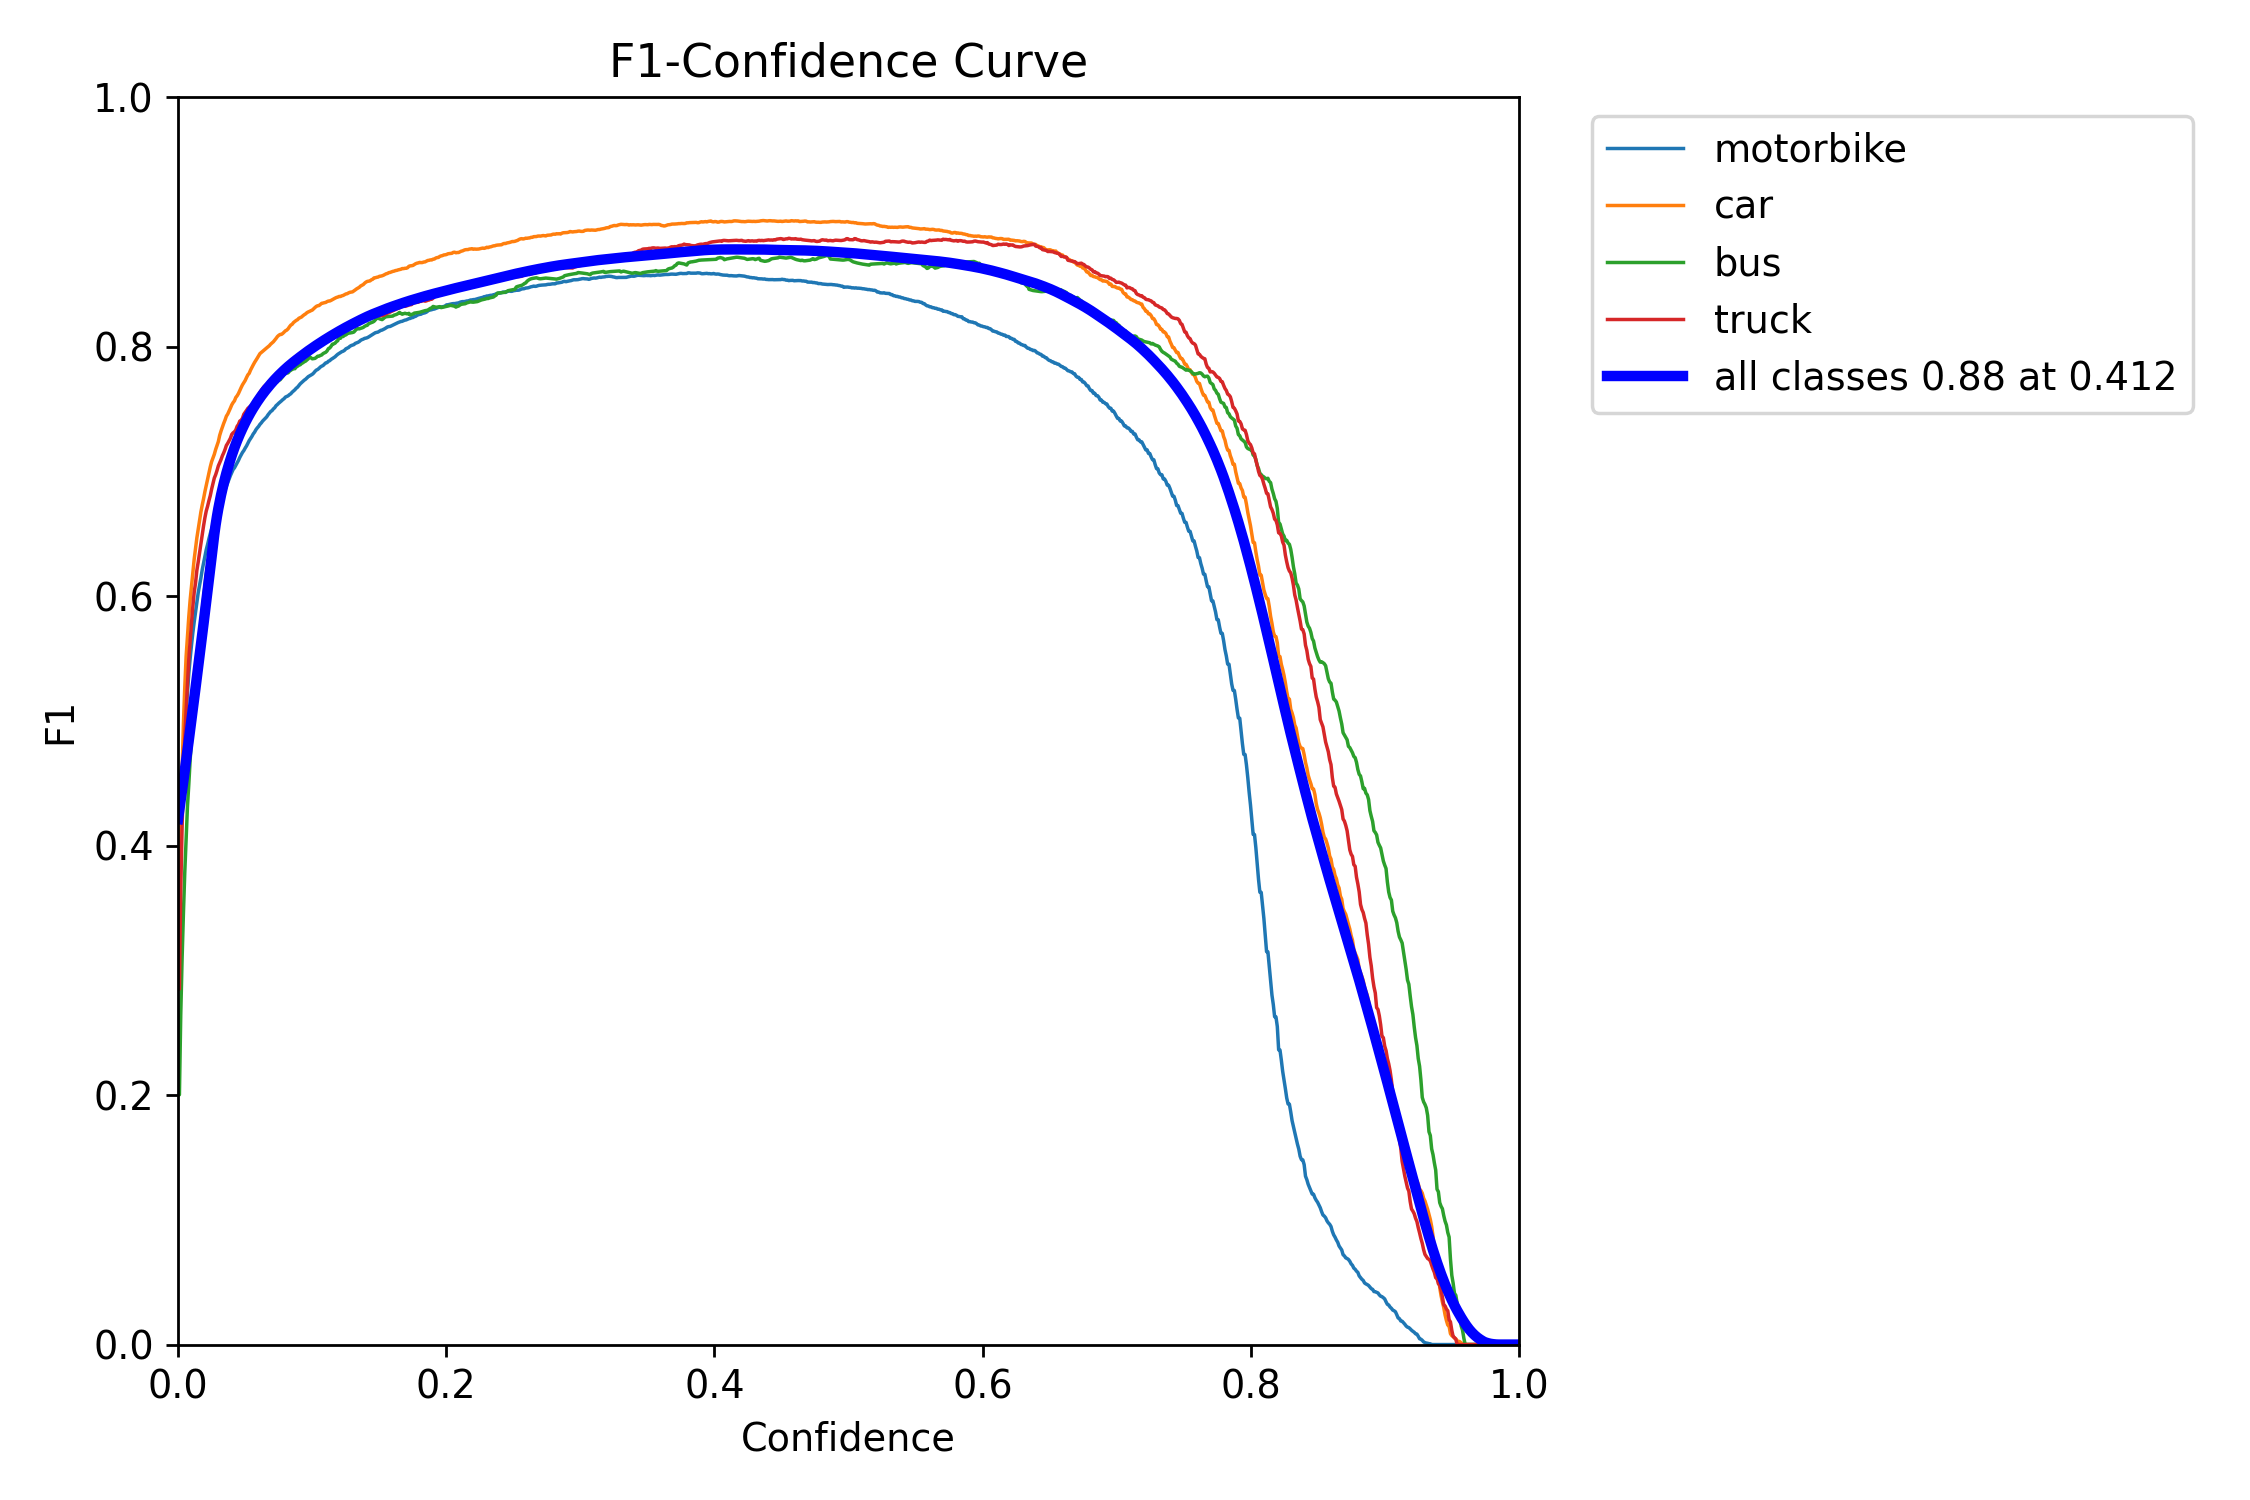 F1-Confidence Curve
1.0
0.8
0.6
0.4
0.2
0.0
F1
0.0 0.2 0.4 0.6 0.8 1.0
Confidence
motorbike
car
bus
truck
all classes 0.88 at 0.412